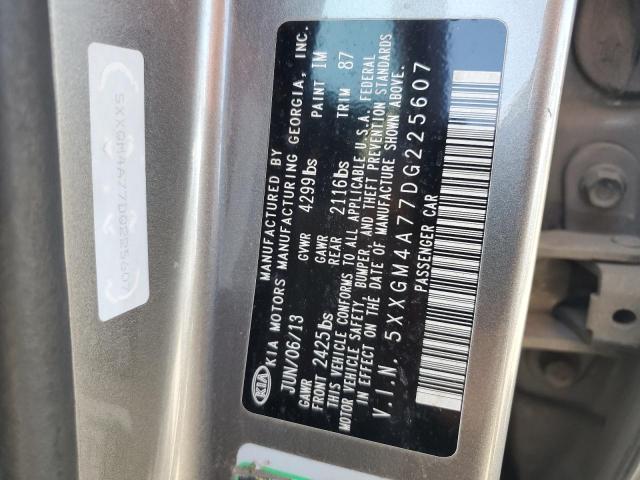 5XXGM4A77DG225607
KIA
MANUFACTURED BY
KIA MOTORS MANUFACTURING GEORGIA, INC.
JUN/06/13 GVWR 4299lbs PAINT IM
GAWR FRONT 2425lbs GAWR REAR 2116lbs TRIM 87
THIS VEHICLE CONFORMS TO ALL APPLICABLE U.S.A. FEDERAL
MOTOR VEHICLE SAFETY, BUMPER AND THEFT PREVENTION STANDARDS
IN EFFECT ON THE DATE OF MANUFACTURE SHOWN ABOVE.
V.I.N. 5XXGM4A77DG225607
PASSENGER CAR